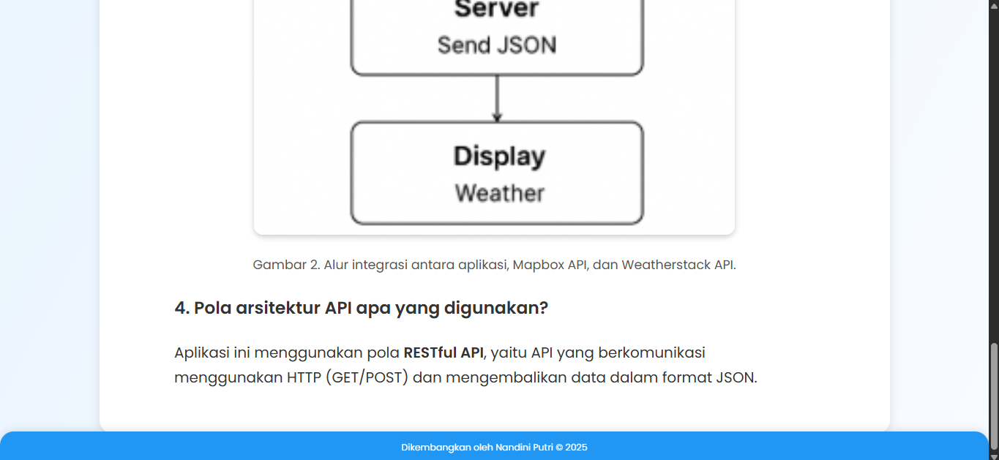 Server
Send JSON
Display
Weather
Gambar 2. Alur integrasi antara aplikasi, Mapbox API, dan Weatherstack API.
4. Pola arsitektur API apa yang digunakan?
Aplikasi ini menggunakan pola RESTful API, yaitu API yang berkomunikasi
menggunakan HTTP (GET/POST) dan mengembalikan data dalam format JSON.
Dikembangkan oleh Nandini Putri © 2025